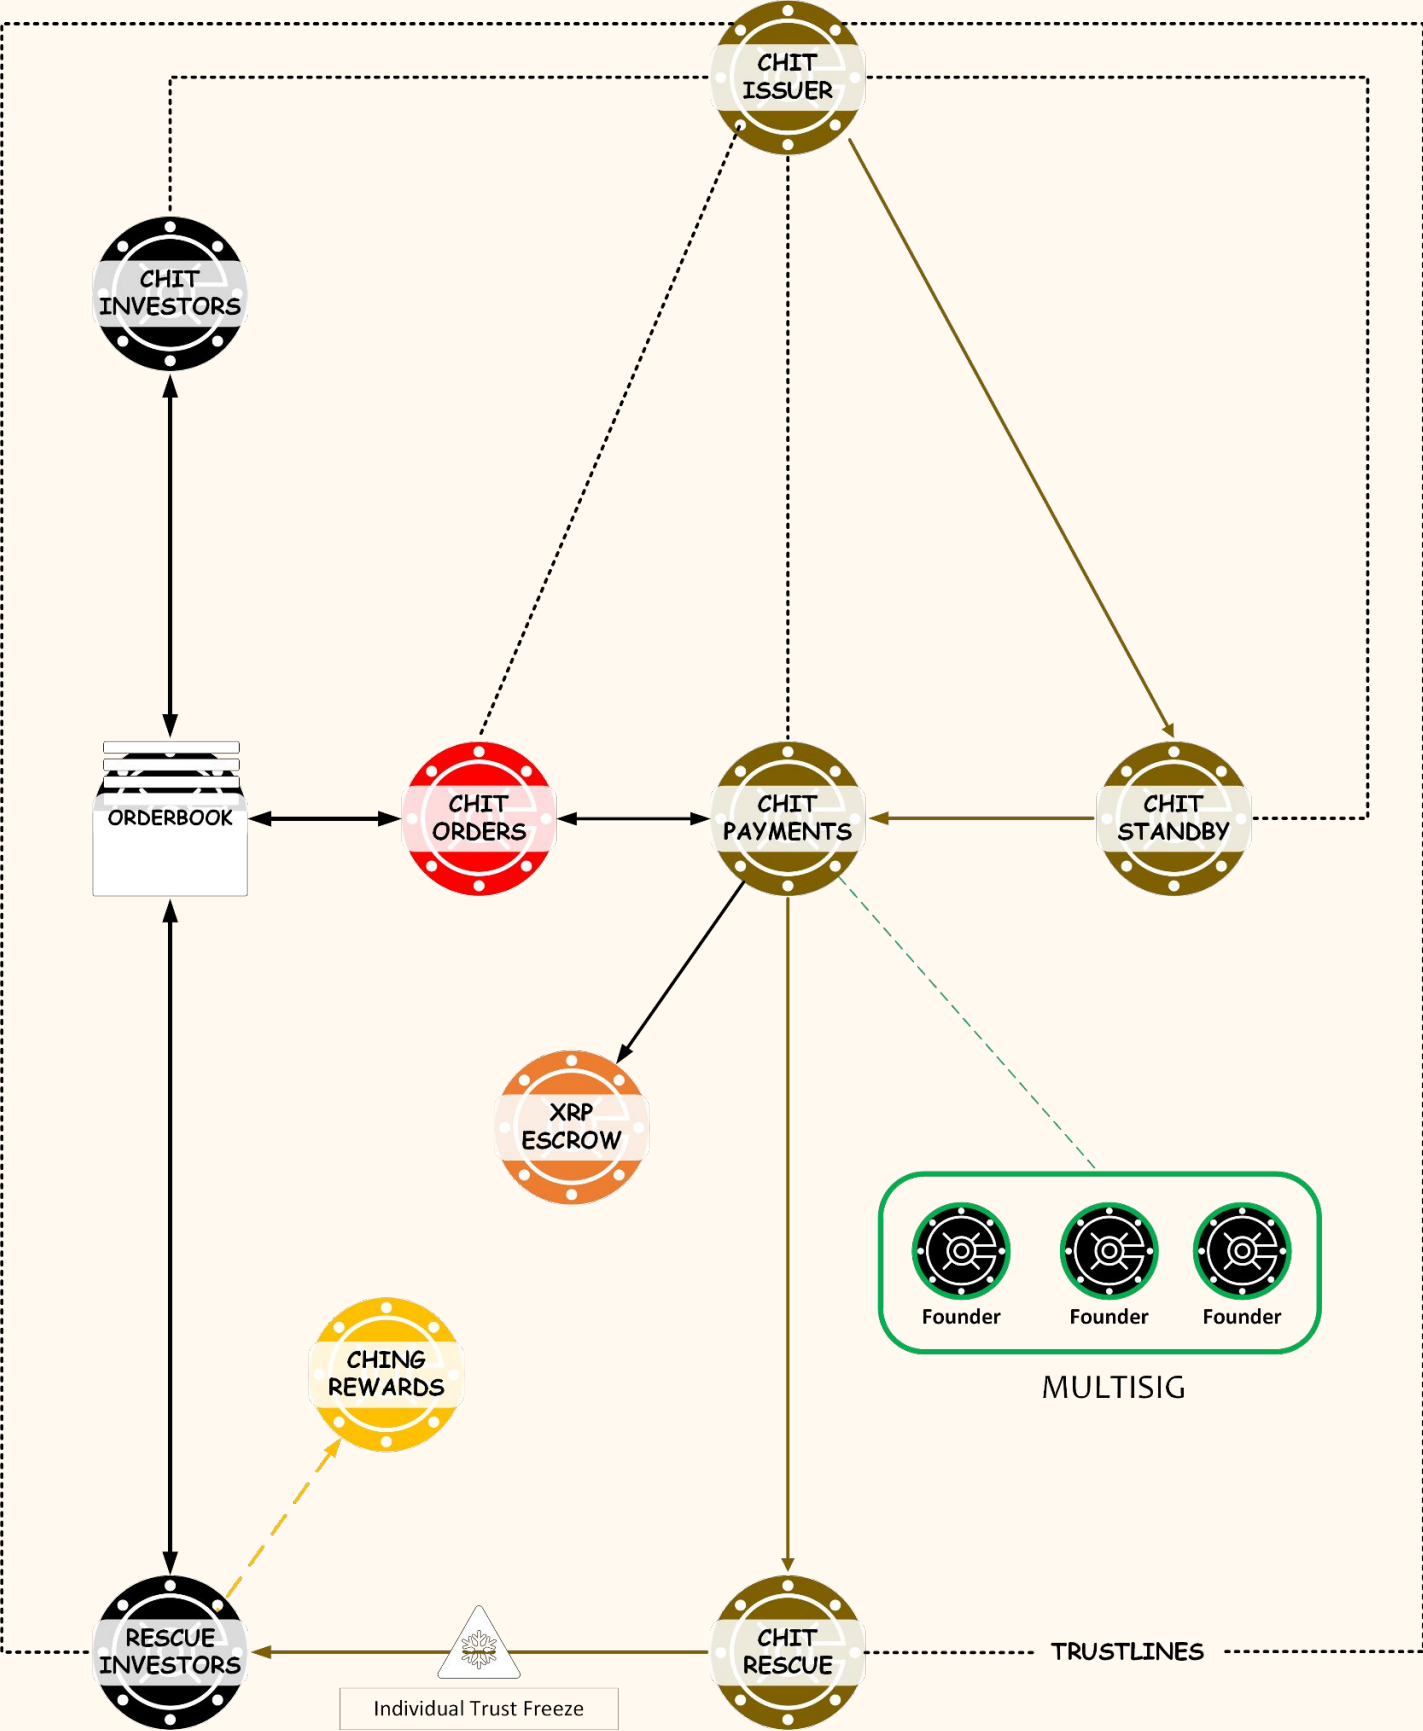 CHIT
ISSUER
CHIT
INVESTORS
ORDERBOOK
CHIT
ORDERS
CHIT
PAYMENTS
CHIT
STANDBY
XRP
ESCROW
Founder
Founder
Founder
MULTISIG
CHING
REWARDS
RESCUE
INVESTORS
Individual Trust Freeze
CHIT
RESCUE
TRUSTLINES